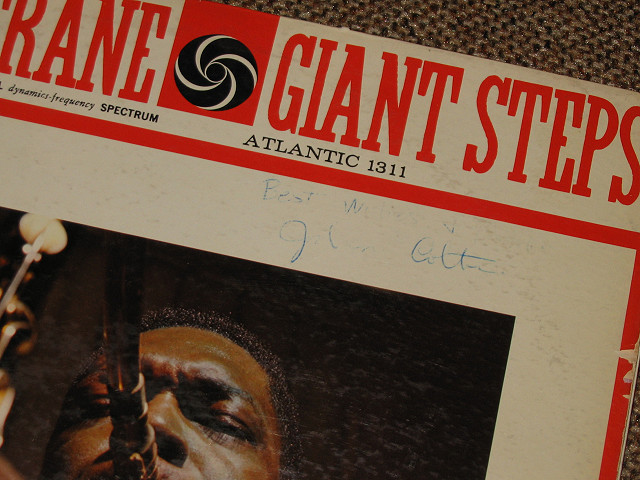 TRANE GIANT STEPS
dynamics-frequency SPECTRUM
ATLANTIC 1311
Best